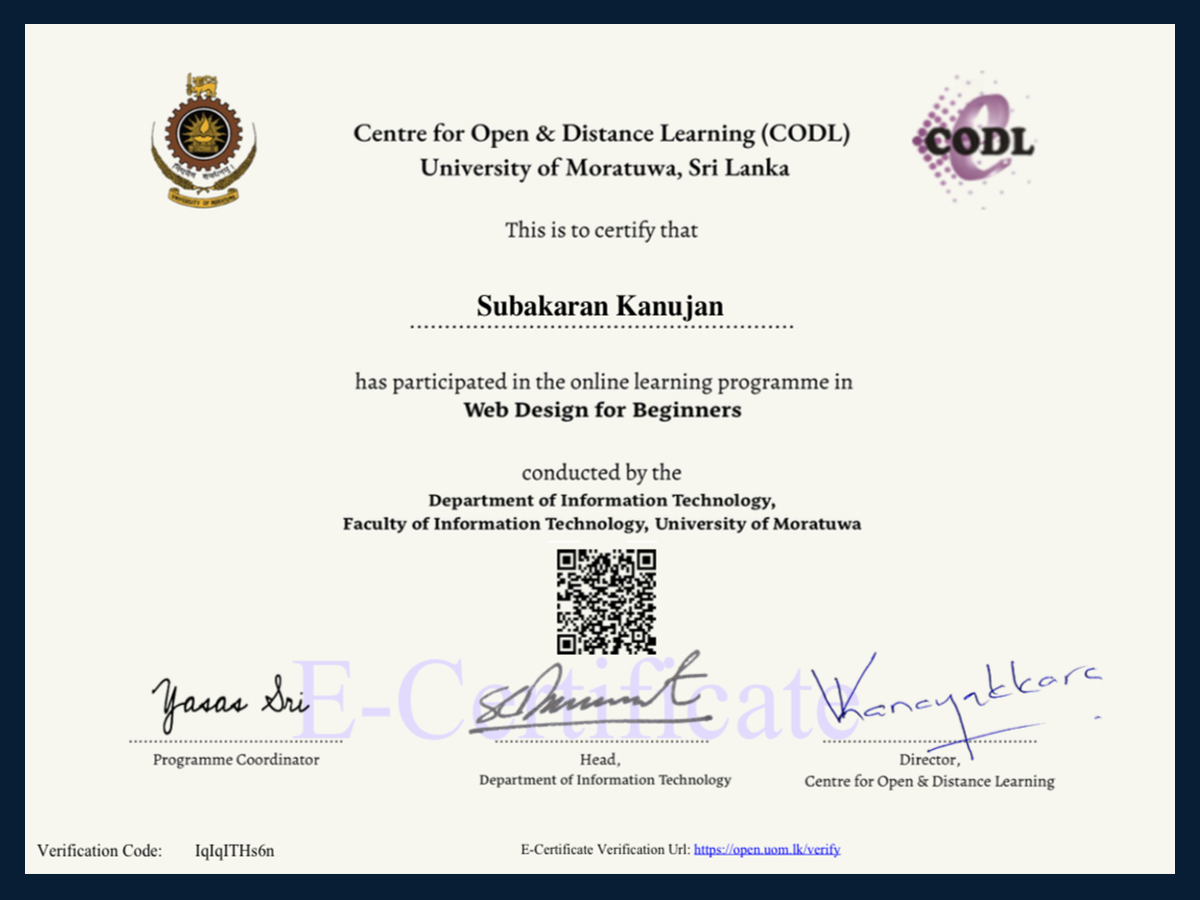 Centre for Open & Distance Learning (CODL)
University of Moratuwa, Sri Lanka
CODL
UNIVERSITY OF MORATUWA
This is to certify that
Subakaran Kanujan
has participated in the online learning programme in
Web Design for Beginners
conducted by the
Department of Information Technology,
Faculty of Information Technology, University of Moratuwa
E-Certificate
Yasas Sri
Programme Coordinator
Head,
Department of Information Technology
Director,
Centre for Open & Distance Learning
Verification Code: IqIqITHs6n
E-Certificate Verification Url: https://open.uom.lk/verify